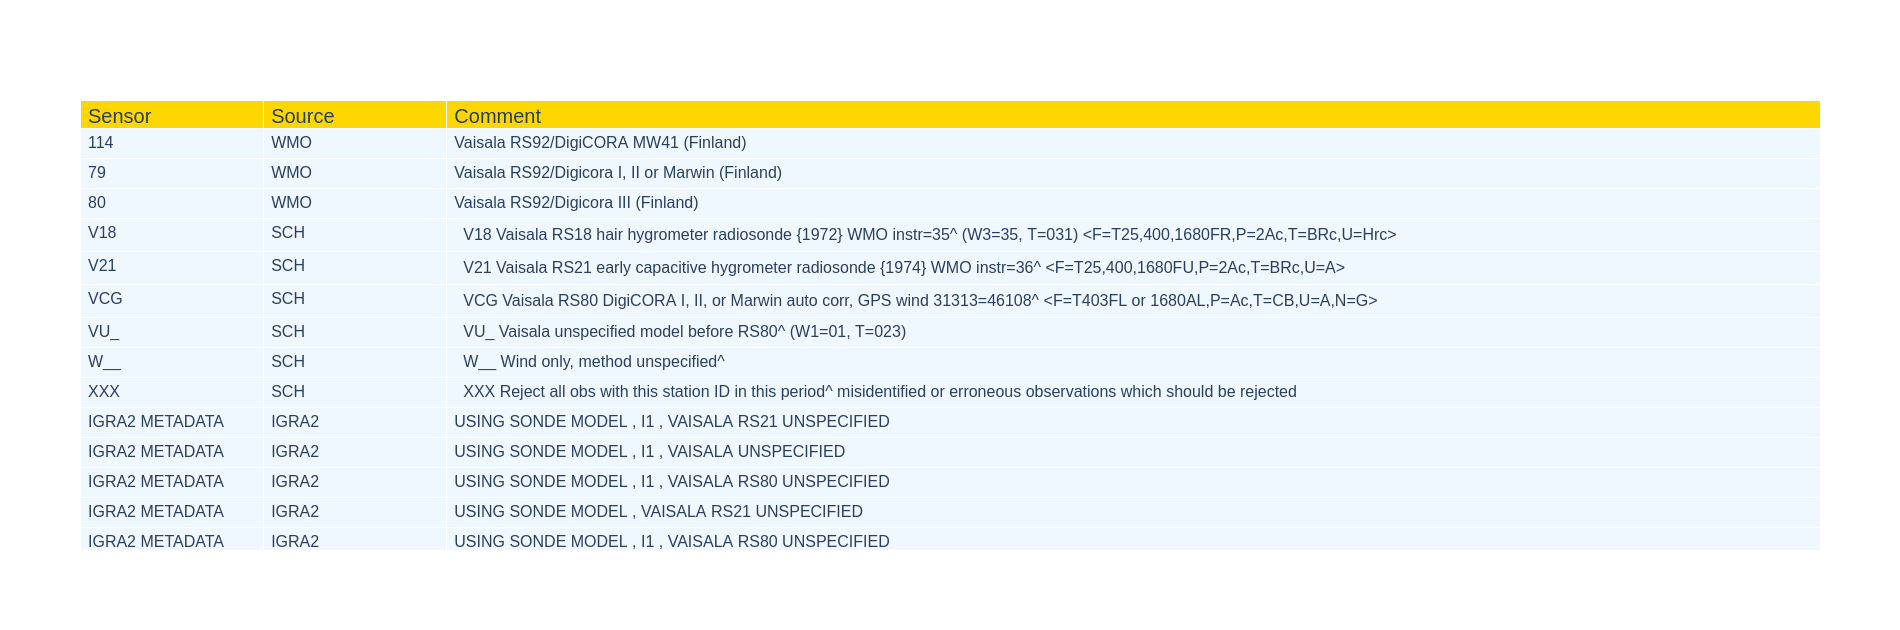 Sensor Source Comment
114 WMO Vaisala RS92/DigiCORA MW41 (Finland)
79 WMO Vaisala RS92/Digicora I, II or Marwin (Finland)
80 WMO Vaisala RS92/Digicora III (Finland)
V18 SCH V18 Vaisala RS18 hair hygrometer radiosonde {1972} WMO instr=35^ (W3=35, T=031) <F=T25,400,1680FR,P=2Ac,T=BRc,U=Hrc>
V21 SCH V21 Vaisala RS21 early capacitive hygrometer radiosonde {1974} WMO instr=36^ <F=T25,400,1680FU,P=2Ac,T=BRc,U=A>
VCG SCH VCG Vaisala RS80 DigiCORA I, II, or Marwin auto corr, GPS wind 31313=46108^ <F=T403FL or 1680AL,P=Ac,T=CB,U=A,N=G>
VU_ SCH VU_ Vaisala unspecified model before RS80^ (W1=01, T=023)
W__ SCH W__ Wind only, method unspecified^
XXX SCH XXX Reject all obs with this station ID in this period^ misidentified or erroneous observations which should be rejected
IGRA2 METADATA IGRA2 USING SONDE MODEL , I1 , VAISALA RS21 UNSPECIFIED
IGRA2 METADATA IGRA2 USING SONDE MODEL , I1 , VAISALA UNSPECIFIED
IGRA2 METADATA IGRA2 USING SONDE MODEL , I1 , VAISALA RS80 UNSPECIFIED
IGRA2 METADATA IGRA2 USING SONDE MODEL , VAISALA RS21 UNSPECIFIED
IGRA2 METADATA IGRA2 USING SONDE MODEL , I1 , VAISALA RS80 UNSPECIFIED